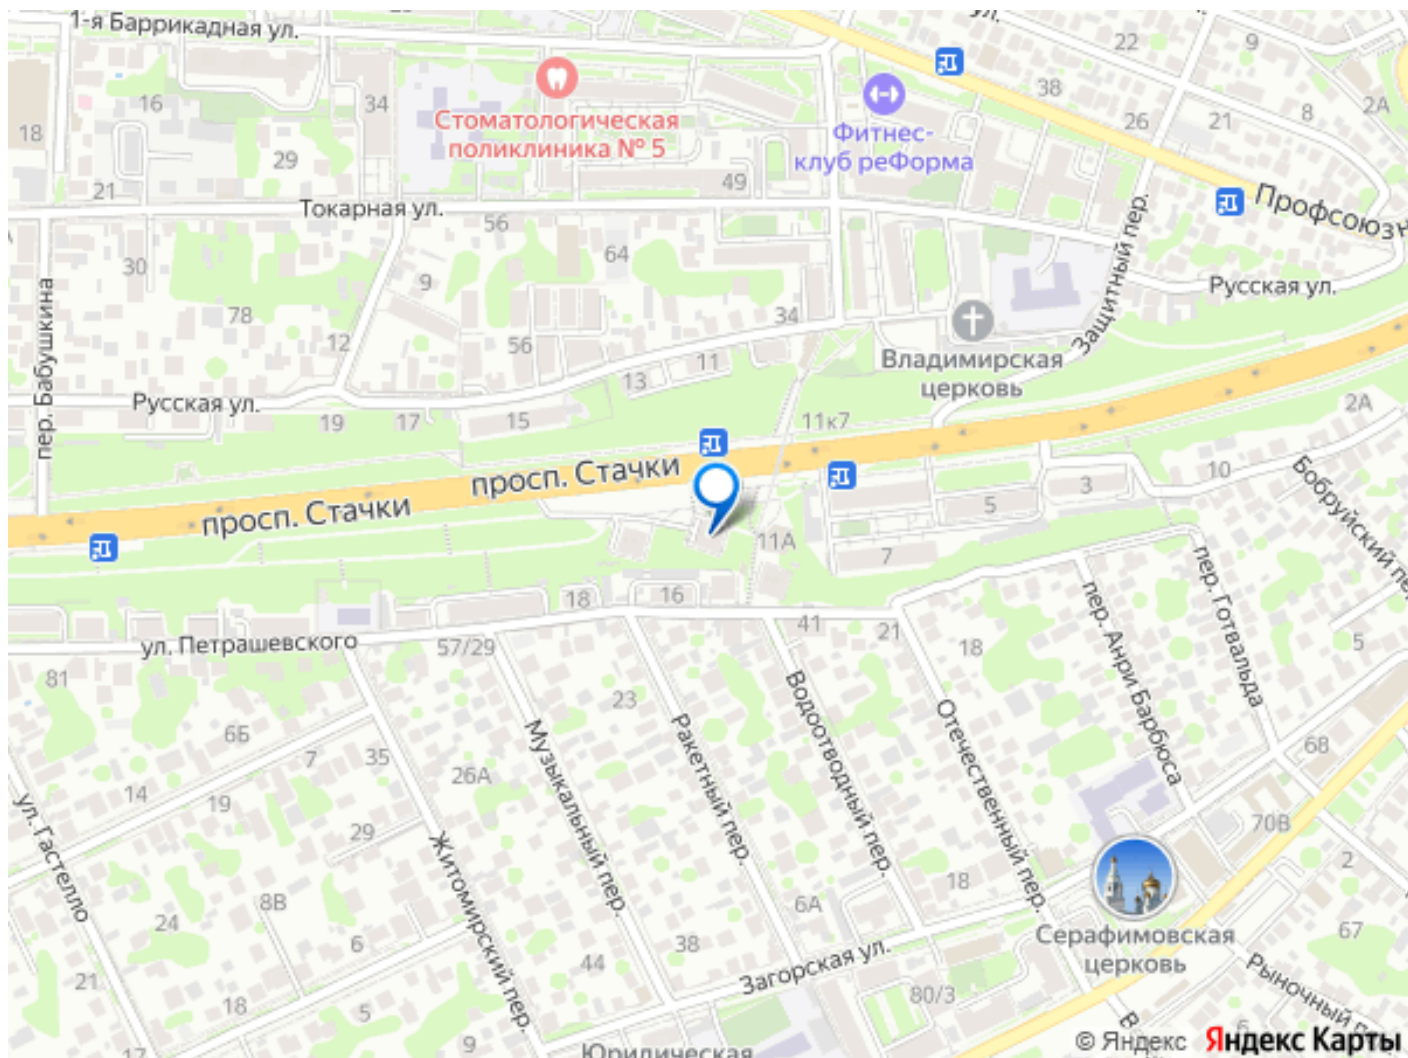 1-я Баррикадная ул.
22
9
38
2А
8
16
34
18
26
21
Стоматологическая
поликлиника № 5
Фитнес-
клуб реФорма
29
49
21
Токарная ул.
56
Профсоюзн
Защитный пер.
64
30
9
Русская ул.
пер. Бабушкина
78
34
12
56
11
Владимирская
церковь
13
Русская ул.
19
17
15
11к7
2А
просп. Стачки
просп. Стачки
10
3
5
Бобруйский пе
11А
7
пер. Готвальда
пер. Анри Барбюса
18
16
41
21
18
5
ул. Петрашевского
57/29
81
23
Водоотводный пер.
Отечественный пер.
Ракетный пер.
Музыкальный пер.
6Б
7
35
26А
68
14
19
29
70В
ул. Гастелло
Житомирский пер.
2
18
8В
6А
24
6
38
67
Серафимовская
церковь
Загорская ул.
44
21
18
5
80/3
Рыночный п
В
6
17
9
Юридическая
© Яндекс Яндекс Карты